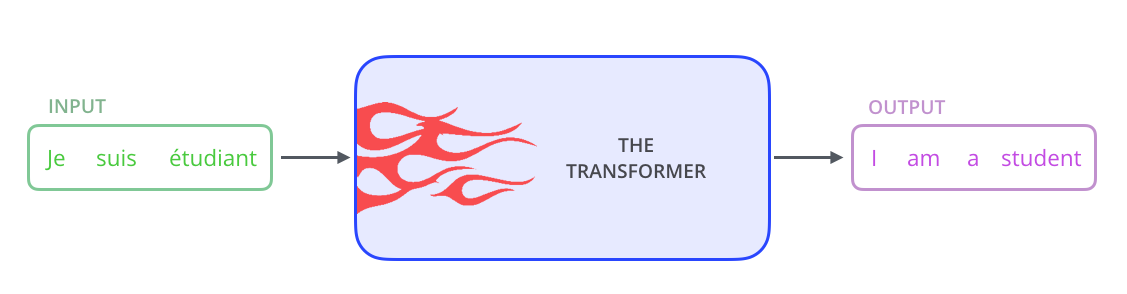 INPUT
Je suis étudiant
THE
TRANSFORMER
OUTPUT
I am a student